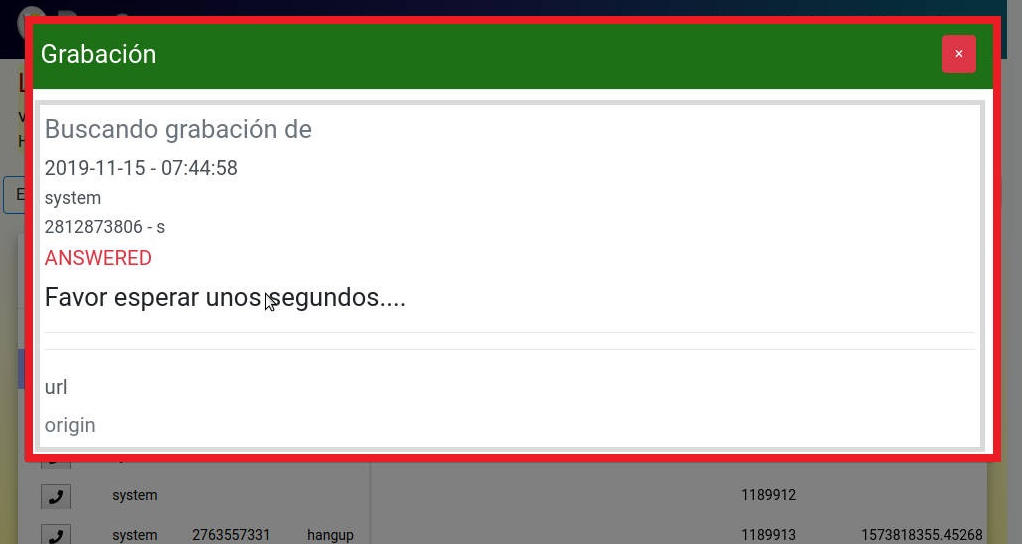 Grabación
×
Buscando grabación de
2019-11-15 - 07:44:58
system
2812873806 - s
ANSWERED
Favor esperar unos segundos....
url
origin
system 1189912
system 2763557331 hangup 1189913 1573818355.45268